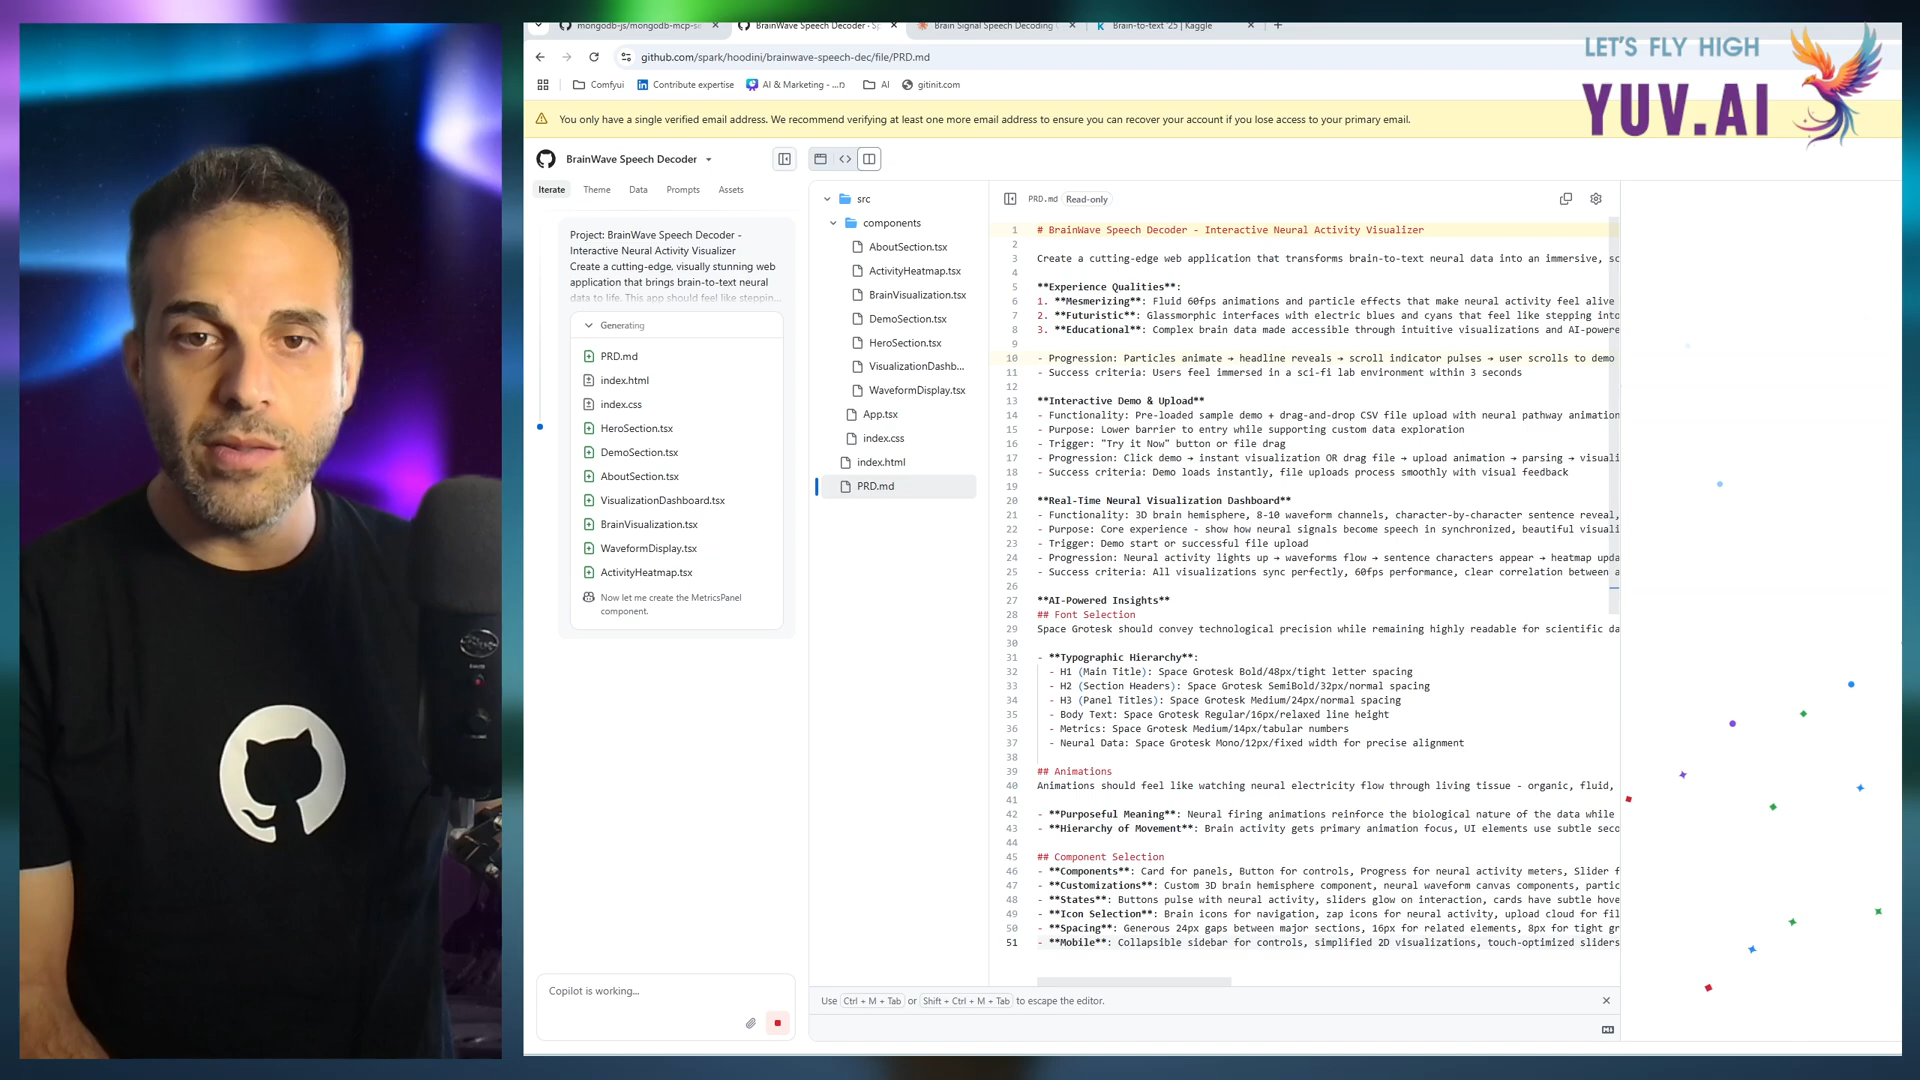 mongodb-js/mongodb-mcp-se
BrainWave Speech Decoder · Sp
Brain Signal Speech Decoding
Brain-to-text '25 | Kaggle
github.com/spark/hoodini/brainwave-speech-dec/file/PRD.md
LET'S FLY HIGH
YUV.AI
Comfyui
Contribute expertise
AI & Marketing - ...n
AI
gitinit.com
You only have a single verified email address. We recommend verifying at least one more email address to ensure you can recover your account if you lose access to your primary email.
BrainWave Speech Decoder
Iterate Theme Data Prompts Assets
Project: BrainWave Speech Decoder -
Interactive Neural Activity Visualizer
Create a cutting-edge, visually stunning web
application that brings brain-to-text neural
data to life. This app should feel like steppin...
Generating
PRD.md
index.html
index.css
HeroSection.tsx
DemoSection.tsx
AboutSection.tsx
VisualizationDashboard.tsx
BrainVisualization.tsx
WaveformDisplay.tsx
ActivityHeatmap.tsx
Now let me create the MetricsPanel
component.
Copilot is working...
src
components
AboutSection.tsx
ActivityHeatmap.tsx
BrainVisualization.tsx
DemoSection.tsx
HeroSection.tsx
VisualizationDashb...
WaveformDisplay.tsx
App.tsx
index.css
index.html
PRD.md
PRD.md Read-only
1 # BrainWave Speech Decoder - Interactive Neural Activity Visualizer
2
3 Create a cutting-edge web application that transforms brain-to-text neural data into an immersive, sc
4
5 **Experience Qualities**:
6 1. **Mesmerizing**: Fluid 60fps animations and particle effects that make neural activity feel alive
7 2. **Futuristic**: Glassmorphic interfaces with electric blues and cyans that feel like stepping into
8 3. **Educational**: Complex brain data made accessible through intuitive visualizations and AI-powere
9
10 - Progression: Particles animate → headline reveals → scroll indicator pulses → user scrolls to demo
11 - Success criteria: Users feel immersed in a sci-fi lab environment within 3 seconds
12
13 **Interactive Demo & Upload**
14 - Functionality: Pre-loaded sample demo + drag-and-drop CSV file upload with neural pathway animation
15 - Purpose: Lower barrier to entry while supporting custom data exploration
16 - Trigger: "Try it Now" button or file drag
17 - Progression: Click demo → instant visualization OR drag file → upload animation → parsing → visuali
18 - Success criteria: Demo loads instantly, file uploads process smoothly with visual feedback
19
20 **Real-Time Neural Visualization Dashboard**
21 - Functionality: 3D brain hemisphere, 8-10 waveform channels, character-by-character sentence reveal,
22 - Purpose: Core experience - show how neural signals become speech in synchronized, beautiful visuali
23 - Trigger: Demo start or successful file upload
24 - Progression: Neural activity lights up → waveforms flow → sentence characters appear → heatmap upda
25 - Success criteria: All visualizations sync perfectly, 60fps performance, clear correlation between a
26
27 **AI-Powered Insights**
28 ## Font Selection
29 Space Grotesk should convey technological precision while remaining highly readable for scientific da
30
31 - **Typographic Hierarchy**:
32 - H1 (Main Title): Space Grotesk Bold/48px/tight letter spacing
33 - H2 (Section Headers): Space Grotesk SemiBold/32px/normal spacing
34 - H3 (Panel Titles): Space Grotesk Medium/24px/normal spacing
35 - Body Text: Space Grotesk Regular/16px/relaxed line height
36 - Metrics: Space Grotesk Medium/14px/tabular numbers
37 - Neural Data: Space Grotesk Mono/12px/fixed width for precise alignment
38
39 ## Animations
40 Animations should feel like watching neural electricity flow through living tissue - organic, fluid,
41
42 - **Purposeful Meaning**: Neural firing animations reinforce the biological nature of the data while
43 - **Hierarchy of Movement**: Brain activity gets primary animation focus, UI elements use subtle seco
44
45 ## Component Selection
46 - **Components**: Card for panels, Button for controls, Progress for neural activity meters, Slider f
47 - **Customizations**: Custom 3D brain hemisphere component, neural waveform canvas components, partic
48 - **States**: Buttons pulse with neural activity, sliders glow on interaction, cards have subtle hove
49 - **Icon Selection**: Brain icons for navigation, zap icons for neural activity, upload cloud for fil
50 - **Spacing**: Generous 24px gaps between major sections, 16px for related elements, 8px for tight gr
51 - **Mobile**: Collapsible sidebar for controls, simplified 2D visualizations, touch-optimized sliders
Use Ctrl + M + Tab or Shift + Ctrl + M + Tab to escape the editor.